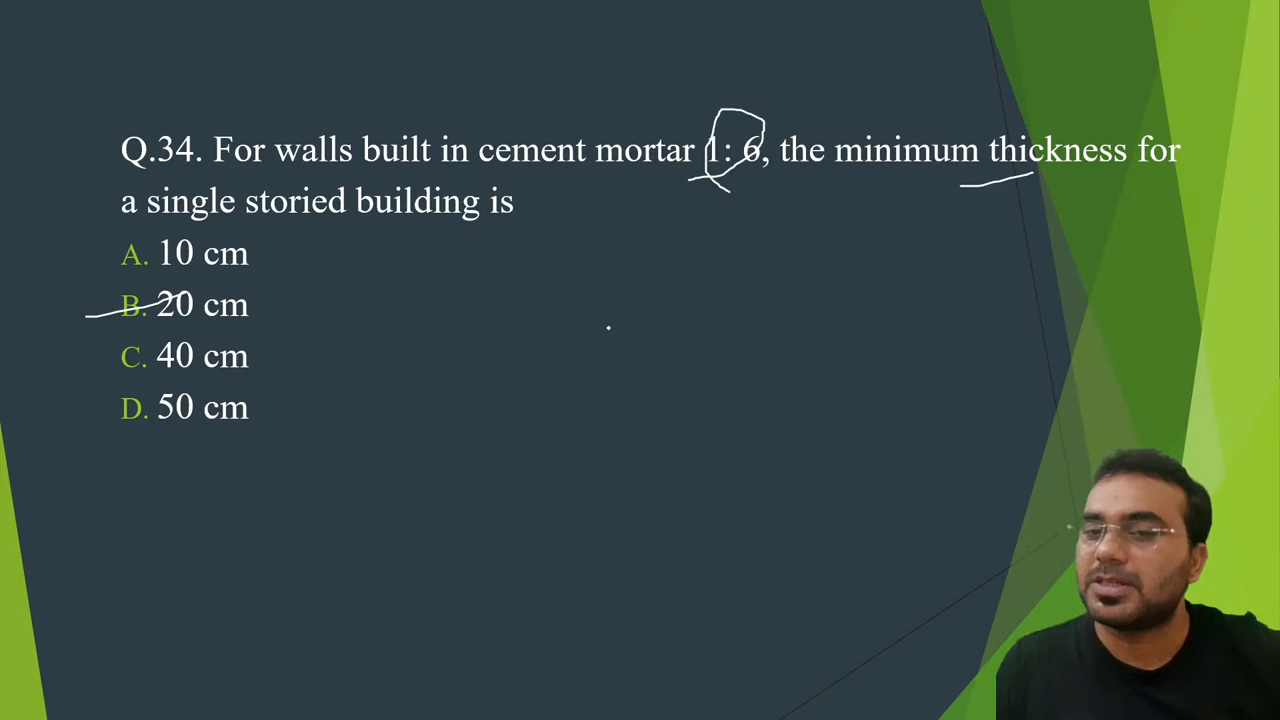 Q.34. For walls built in cement mortar 1: 6, the minimum thickness for
a single storied building is
A. 10 cm
B. 20 cm
C. 40 cm
D. 50 cm